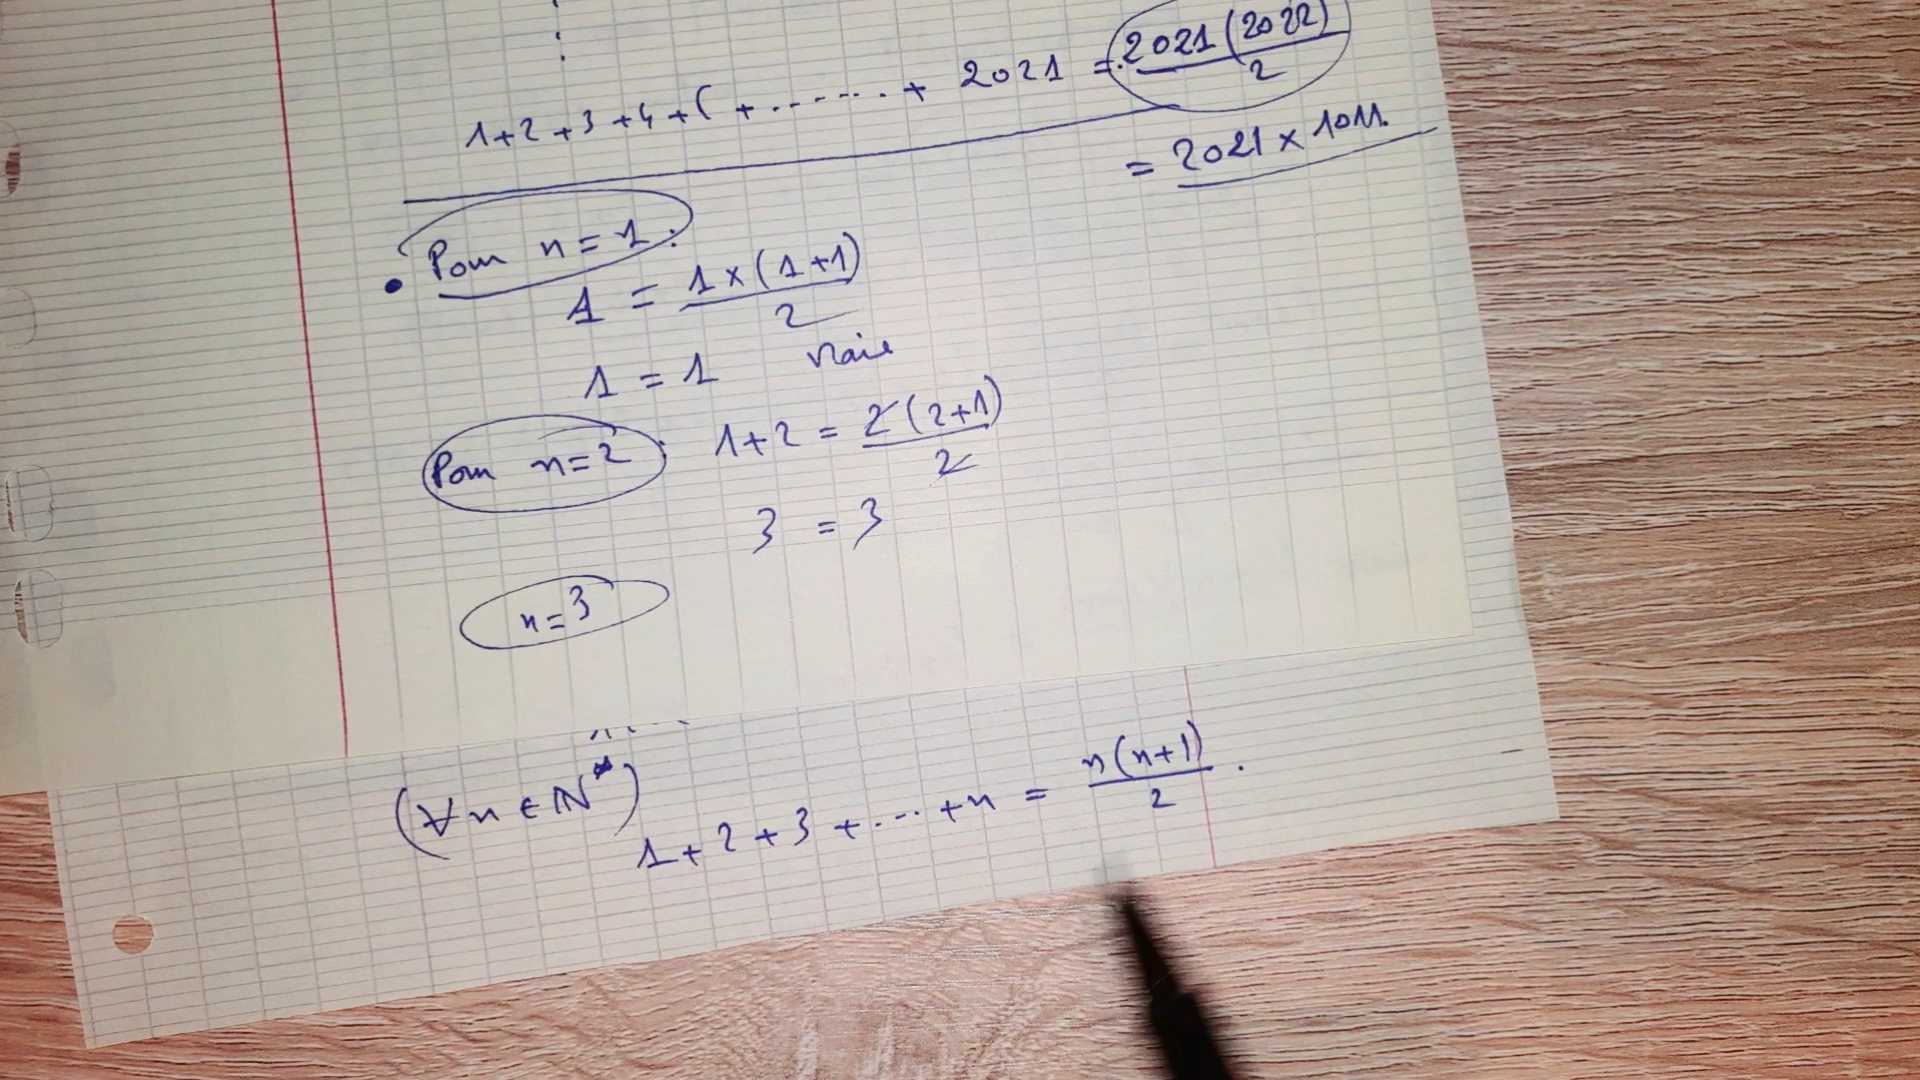 1+2+3+4+5+.......+ 2021 = 2021(2022)/2
= 2021 × 1011.
• Pour n=1 :
1 = 1×(1+1)/2
1 = 1 vraie
Pour n=2 : 1+2 = 2(2+1)/2
3 = 3
n=3
(∀n∈ℕ*)
1+2+3+...+n = n(n+1)/2 .